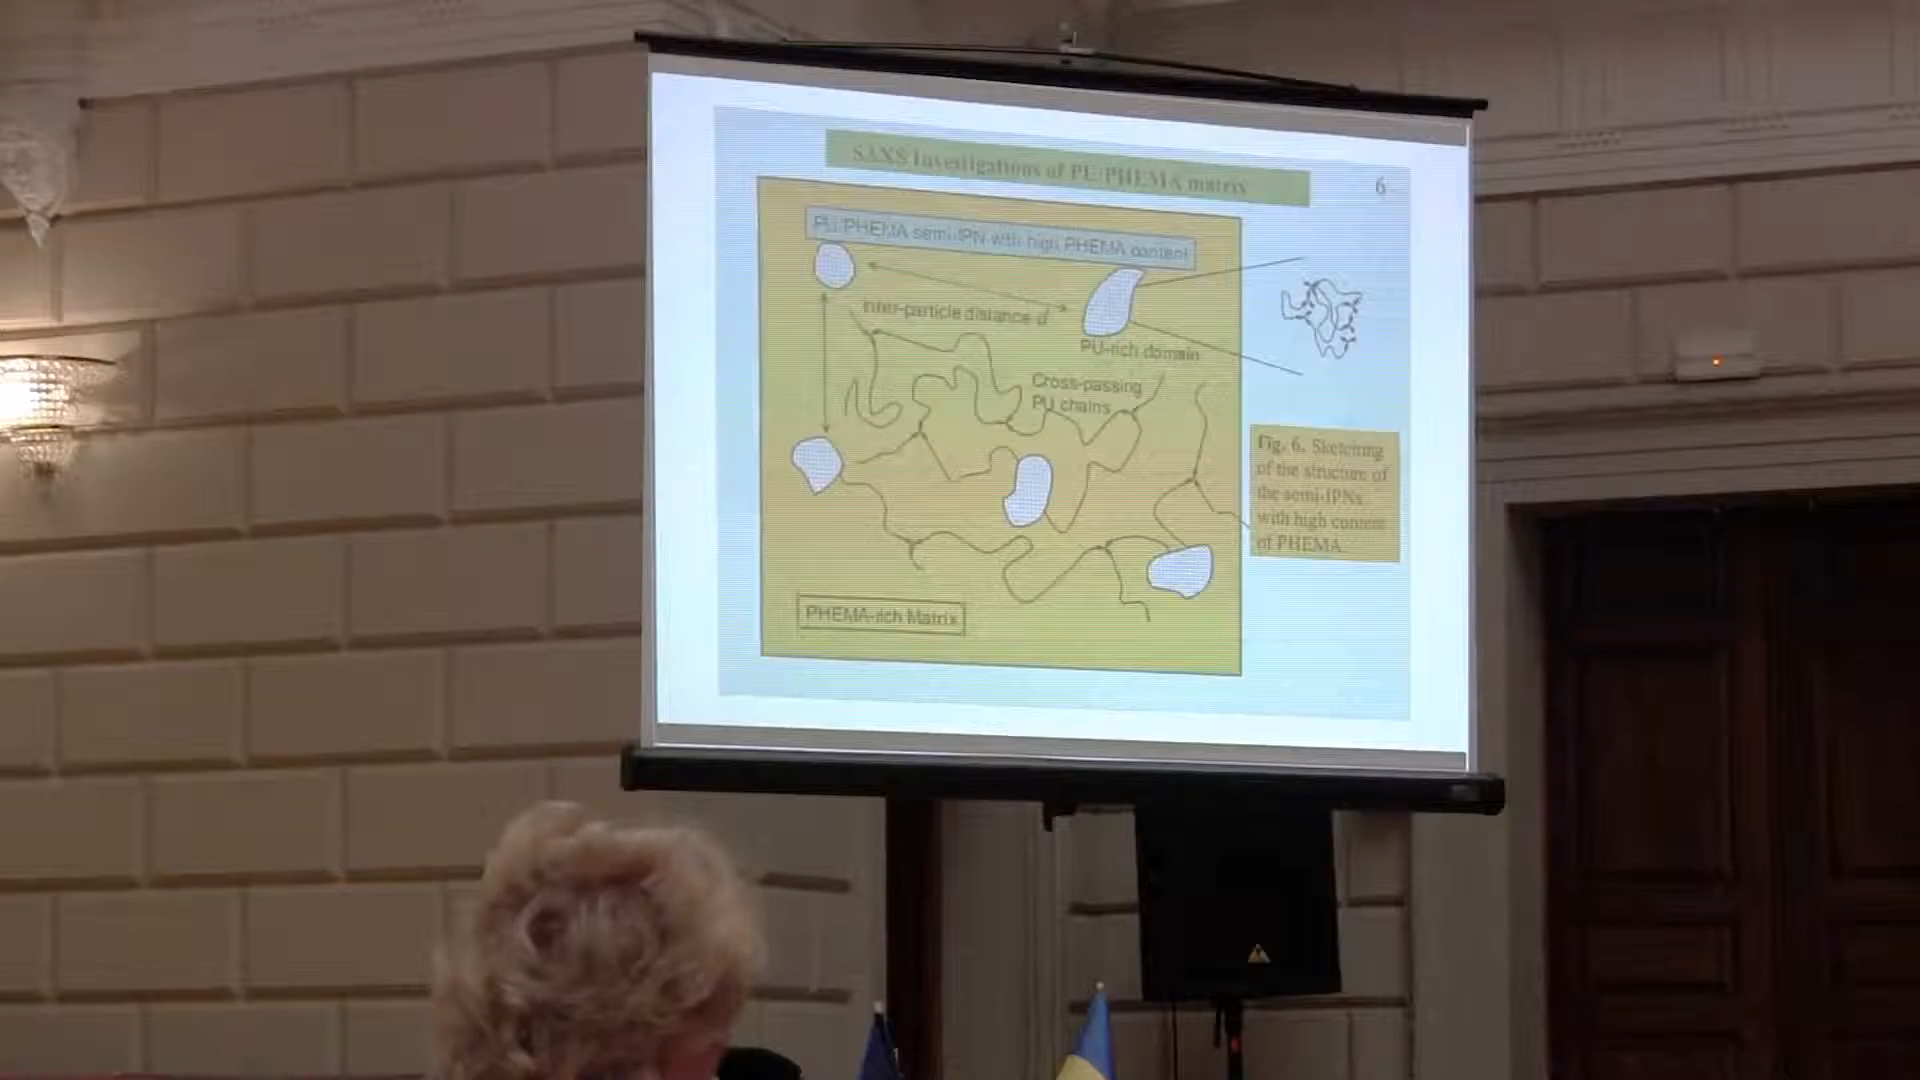 SAXS Investigations of PU/PHEMA matrix
6
PU/PHEMA semi-IPN with high PHEMA content
inter-particle distance d
PU-rich domain
Cross-passing
PU chains
Fig. 6. Sketching
of the structure of
the semi-IPNs
with high content
of PHEMA.
PHEMA-rich Matrix